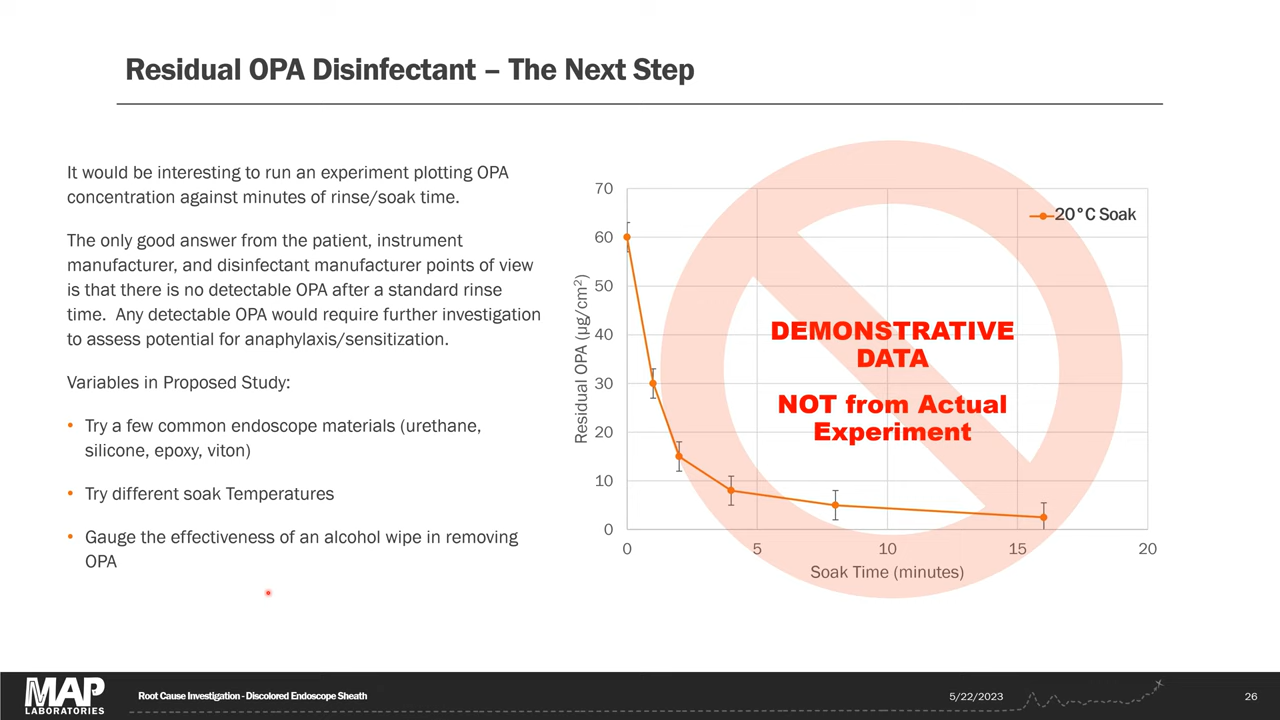 Residual OPA Disinfectant – The Next Step
It would be interesting to run an experiment plotting OPA
concentration against minutes of rinse/soak time.
The only good answer from the patient, instrument
manufacturer, and disinfectant manufacturer points of view
is that there is no detectable OPA after a standard rinse
time.  Any detectable OPA would require further investigation
to assess potential for anaphylaxis/sensitization.
Variables in Proposed Study:
• Try a few common endoscope materials (urethane,
silicone, epoxy, viton)
• Try different soak Temperatures
• Gauge the effectiveness of an alcohol wipe in removing
OPA
Residual OPA (µg/cm²)
70
60
50
40
30
20
10
0
20°C Soak
DEMONSTRATIVE
DATA
NOT from Actual
Experiment
0 5 10 15 20
Soak Time (minutes)
MAP
LABORATORIES
Root Cause Investigation - Discolored Endoscope Sheath
5/22/2023
26